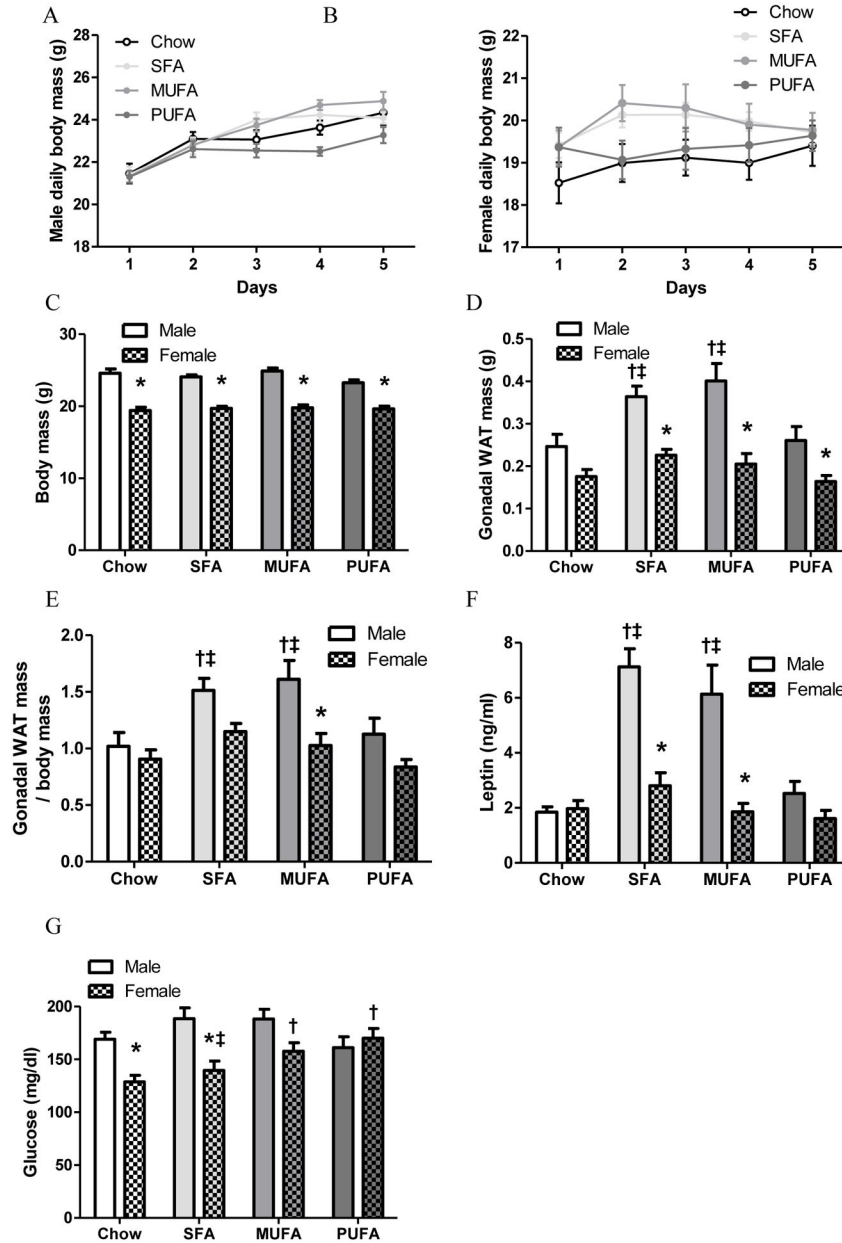 A
Male daily body mass (g)
28
26
24
22
20
18
Chow
SFA
MUFA
PUFA
1 2 3 4 5
Days
B
Female daily body mass (g)
22
21
20
19
18
17
Chow
SFA
MUFA
PUFA
1 2 3 4 5
Days
C
Body mass (g)
30
20
10
0
Male
Female
* * * *
Chow SFA MUFA PUFA
D
Gonadal WAT mass (g)
0.5
0.4
0.3
0.2
0.1
0.0
Male
Female
†‡ †‡
* * *
Chow SFA MUFA PUFA
E
Gonadal WAT mass
/ body mass
2.0
1.5
1.0
0.5
0.0
Male
Female
†‡ †‡
*
Chow SFA MUFA PUFA
F
Leptin (ng/ml)
8
6
4
2
0
Male
Female
†‡ †‡
* *
Chow SFA MUFA PUFA
G
Glucose (mg/dl)
200
150
100
50
0
Male
Female
* *‡ † †
Chow SFA MUFA PUFA